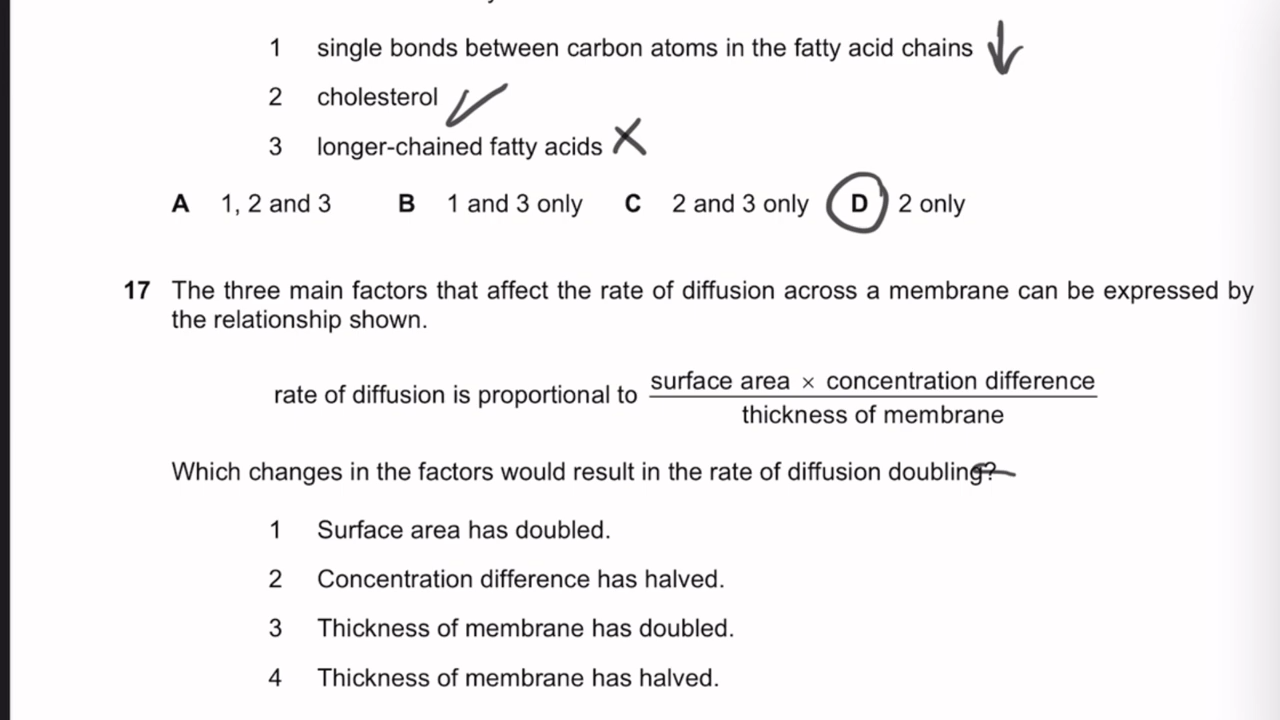 1 single bonds between carbon atoms in the fatty acid chains
2 cholesterol
3 longer-chained fatty acids
A 1, 2 and 3 B 1 and 3 only C 2 and 3 only D 2 only
17 The three main factors that affect the rate of diffusion across a membrane can be expressed by
the relationship shown.
surface area × concentration difference
rate of diffusion is proportional to
thickness of membrane
Which changes in the factors would result in the rate of diffusion doubling?
1 Surface area has doubled.
2 Concentration difference has halved.
3 Thickness of membrane has doubled.
4 Thickness of membrane has halved.